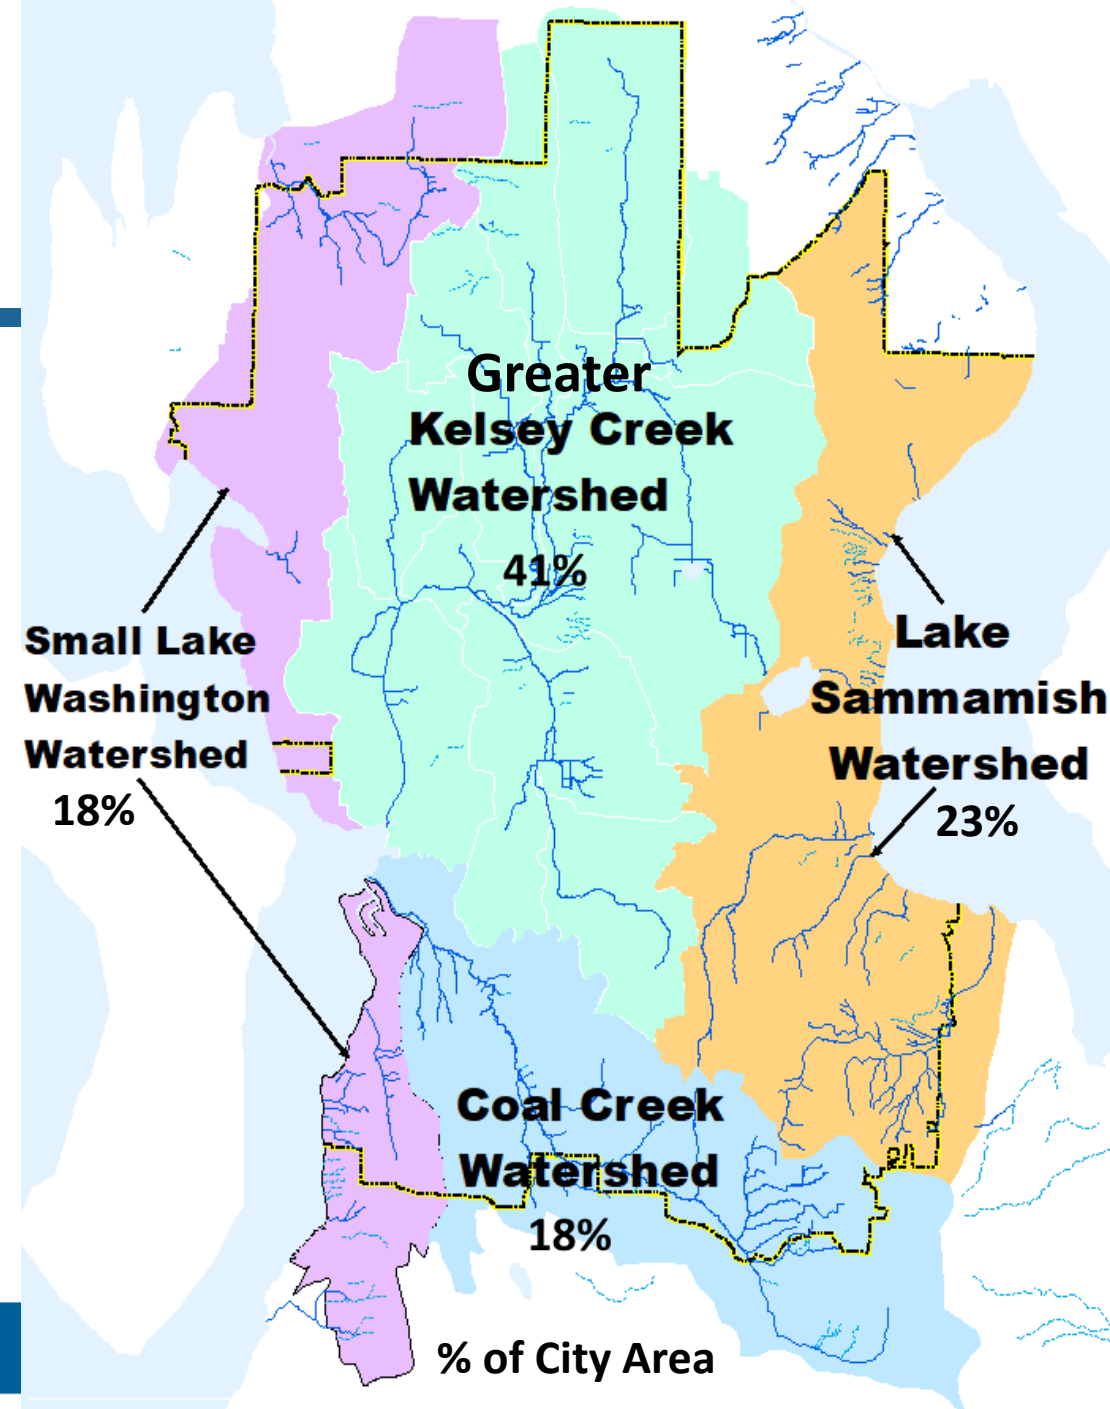 Greater
Kelsey Creek
Watershed
41%
Small Lake
Washington
Watershed
18%
Lake
Sammamish
Watershed
23%
Coal Creek
Watershed
18%
% of City Area